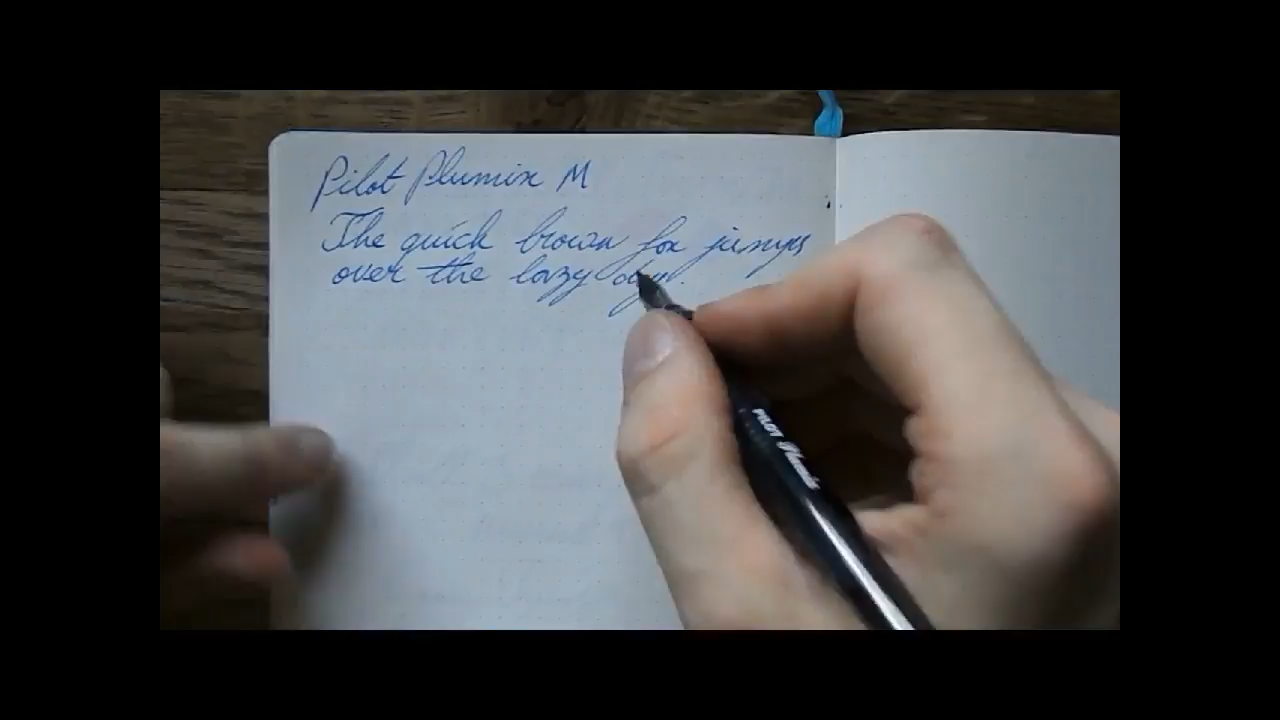 Pilot Plumix M
The quick brown fox jumps
over the lazy
PILOT Plumix